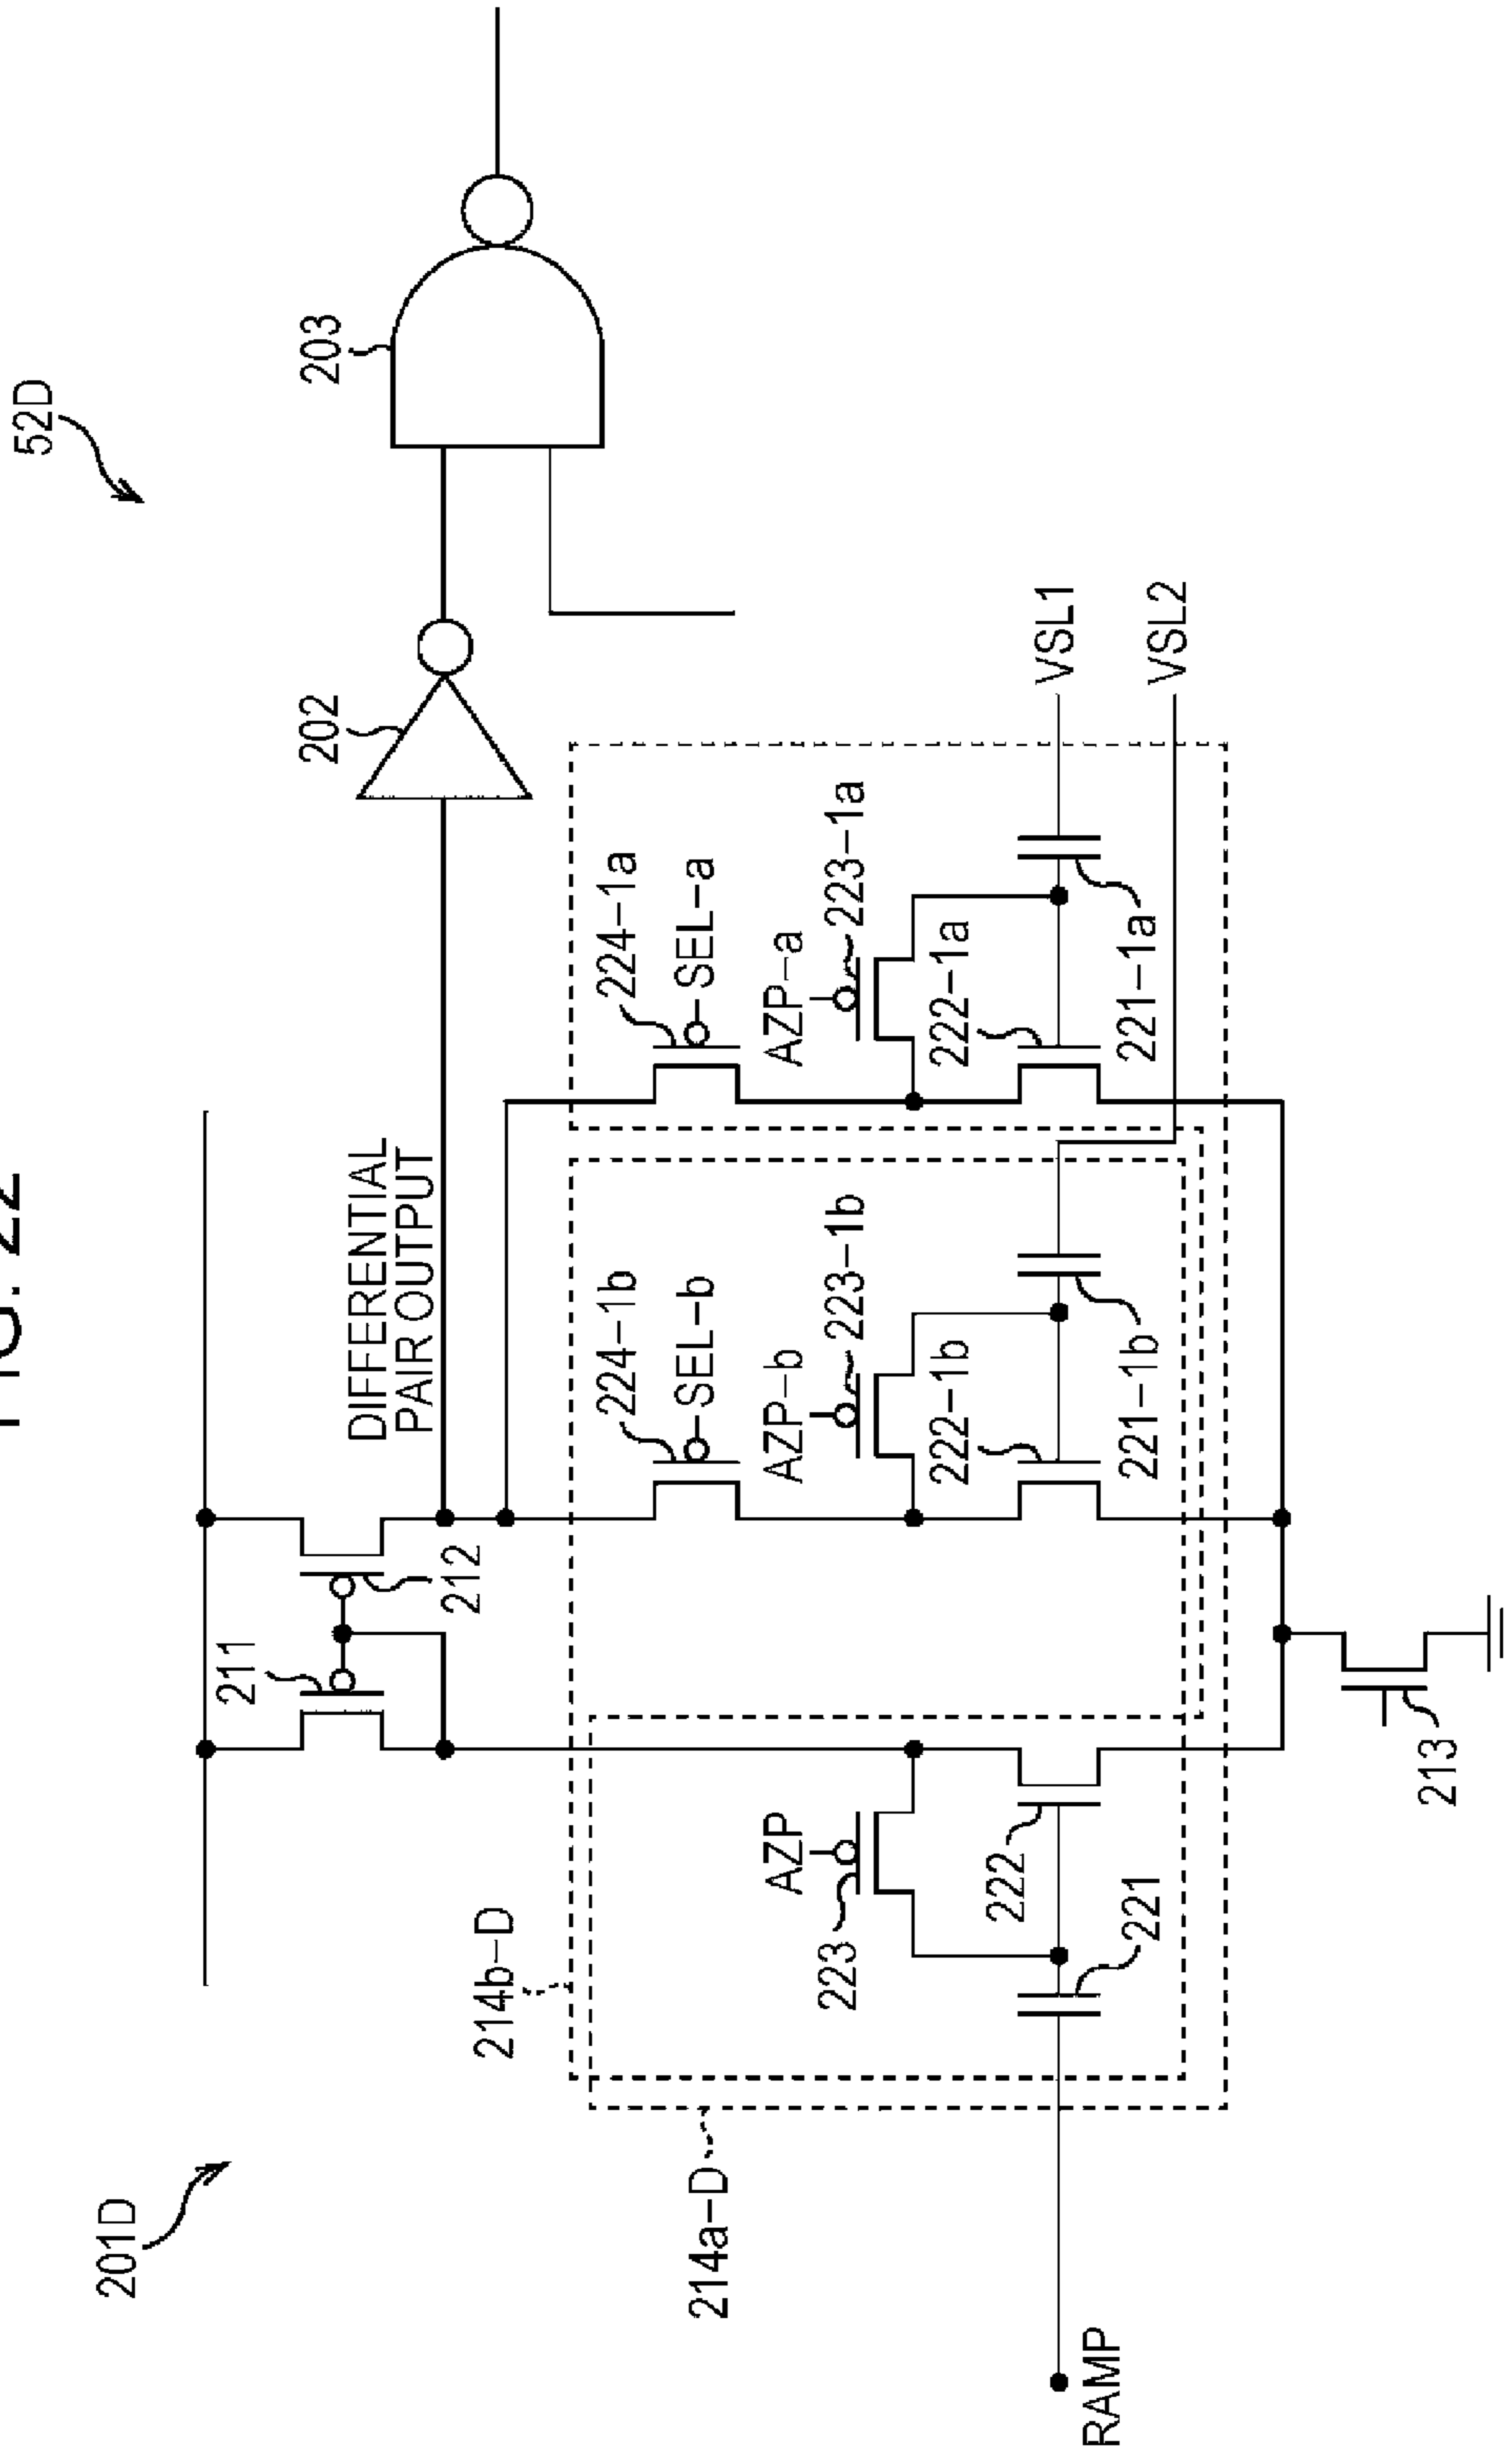 FIG. 22
52D
201D
211
212
DIFFERENTIAL
PAIR OUTPUT
202
203
214b-D
214a-D
AZP
223
222
221
RAMP
224-1b
SEL-b
AZP-b
223-1b
222-1b
221-1b
224-1a
SEL-a
AZP-a
223-1a
222-1a
221-1a
VSL1
VSL2
213